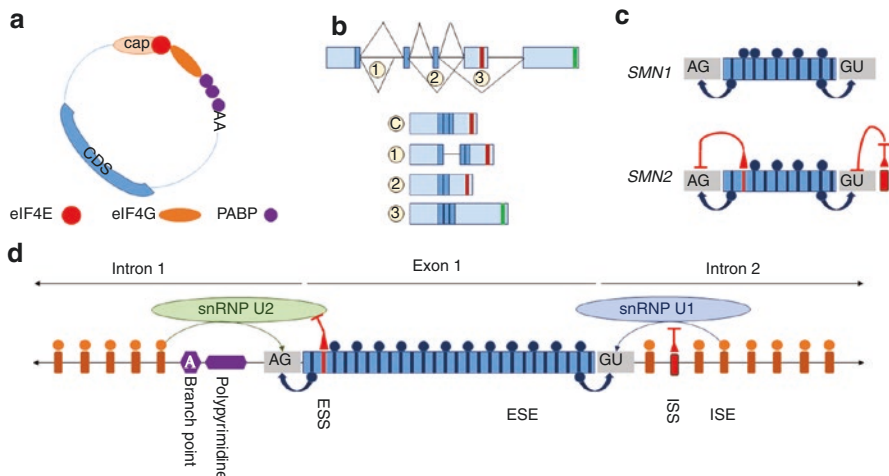 a
cap
AA
CDS
eIF4E eIF4G PABP
b
1 2 3
C
1
2
3
c
SMN1 AG GU
SMN2 AG GU
d
Intron 1 Exon 1 Intron 2
snRNP U2 snRNP U1
A AG GU
Branch point
Polypyrimidine
ESS
ESE
ISS
ISE